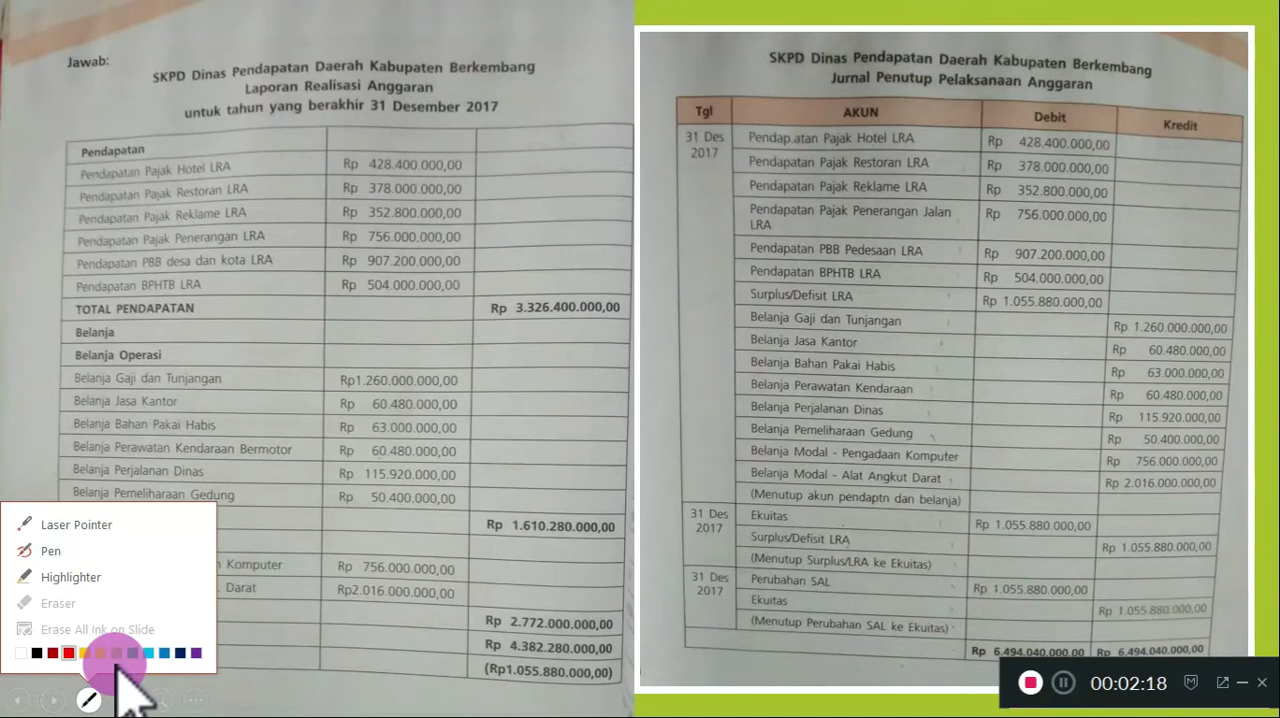 Jawab:
SKPD Dinas Pendapatan Daerah Kabupaten Berkembang
Laporan Realisasi Anggaran
untuk tahun yang berakhir 31 Desember 2017
Pendapatan
Pendapatan Pajak Hotel LRA Rp 428.400.000,00
Pendapatan Pajak Restoran LRA Rp 378.000.000,00
Pendapatan Pajak Reklame LRA Rp 352.800.000,00
Pendapatan Pajak Penerangan LRA Rp 756.000.000,00
Pendapatan PBB desa dan kota LRA Rp 907.200.000,00
Pendapatan BPHTB LRA Rp 504.000.000,00
TOTAL PENDAPATAN Rp 3.326.400.000,00
Belanja
Belanja Operasi
Belanja Gaji dan Tunjangan Rp1.260.000.000,00
Belanja Jasa Kantor Rp 60.480.000,00
Belanja Bahan Pakai Habis Rp 63.000.000,00
Belanja Perawatan Kendaraan Bermotor Rp 60.480.000,00
Belanja Perjalanan Dinas Rp 115.920.000,00
Belanja Pemeliharaan Gedung Rp 50.400.000,00
Rp 1.610.280.000,00
Komputer Rp 756.000.000,00
Darat Rp2.016.000.000,00
Rp 2.772.000.000,00
Rp 4.382.280.000,00
(Rp1.055.880.000,00)
Laser Pointer
Pen
Highlighter
Eraser
Erase All Ink on Slide
SKPD Dinas Pendapatan Daerah Kabupaten Berkembang
Jurnal Penutup Pelaksanaan Anggaran
Tgl AKUN Debit Kredit
31 Des Pendap.atan Pajak Hotel LRA Rp 428.400.000,00
2017 Pendapatan Pajak Restoran LRA Rp 378.000.000,00
Pendapatan Pajak Reklame LRA Rp 352.800.000,00
Pendapatan Pajak Penerangan Jalan Rp 756.000.000,00
LRA
Pendapatan PBB Pedesaan LRA Rp 907.200.000,00
Pendapatan BPHTB LRA Rp 504.000.000,00
Surplus/Defisit LRA Rp 1.055.880.000,00
Belanja Gaji dan Tunjangan Rp 1.260.000.000,00
Belanja Jasa Kantor Rp 60.480.000,00
Belanja Bahan Pakai Habis Rp 63.000.000,00
Belanja Perawatan Kendaraan Rp 60.480.000,00
Belanja Perjalanan Dinas Rp 115.920.000,00
Belanja Pemeliharaan Gedung Rp 50.400.000,00
Belanja Modal - Pengadaan Komputer Rp 756.000.000,00
Belanja Modal - Alat Angkut Darat Rp 2.016.000.000,00
(Menutup akun pendaptn dan belanja)
31 Des Ekuitas Rp 1.055.880.000,00
2017 Surplus/Defisit LRA Rp 1.055.880.000,00
(Menutup Surplus/LRA ke Ekuitas)
31 Des Perubahan SAL Rp 1.055.880.000,00
2017 Ekuitas Rp 1.055.880.000,00
(Menutup Perubahan SAL ke Ekuitas)
Rp 6.494.040.000,00 Rp 6.494.040.000,00
00:02:18